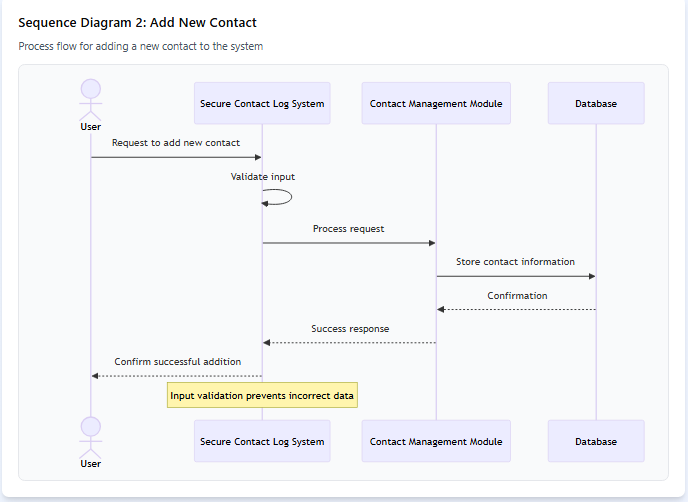 Sequence Diagram 2: Add New Contact
Process flow for adding a new contact to the system
User
Secure Contact Log System
Contact Management Module
Database
Request to add new contact
Validate input
Process request
Store contact information
Confirmation
Success response
Confirm successful addition
Input validation prevents incorrect data
User
Secure Contact Log System
Contact Management Module
Database